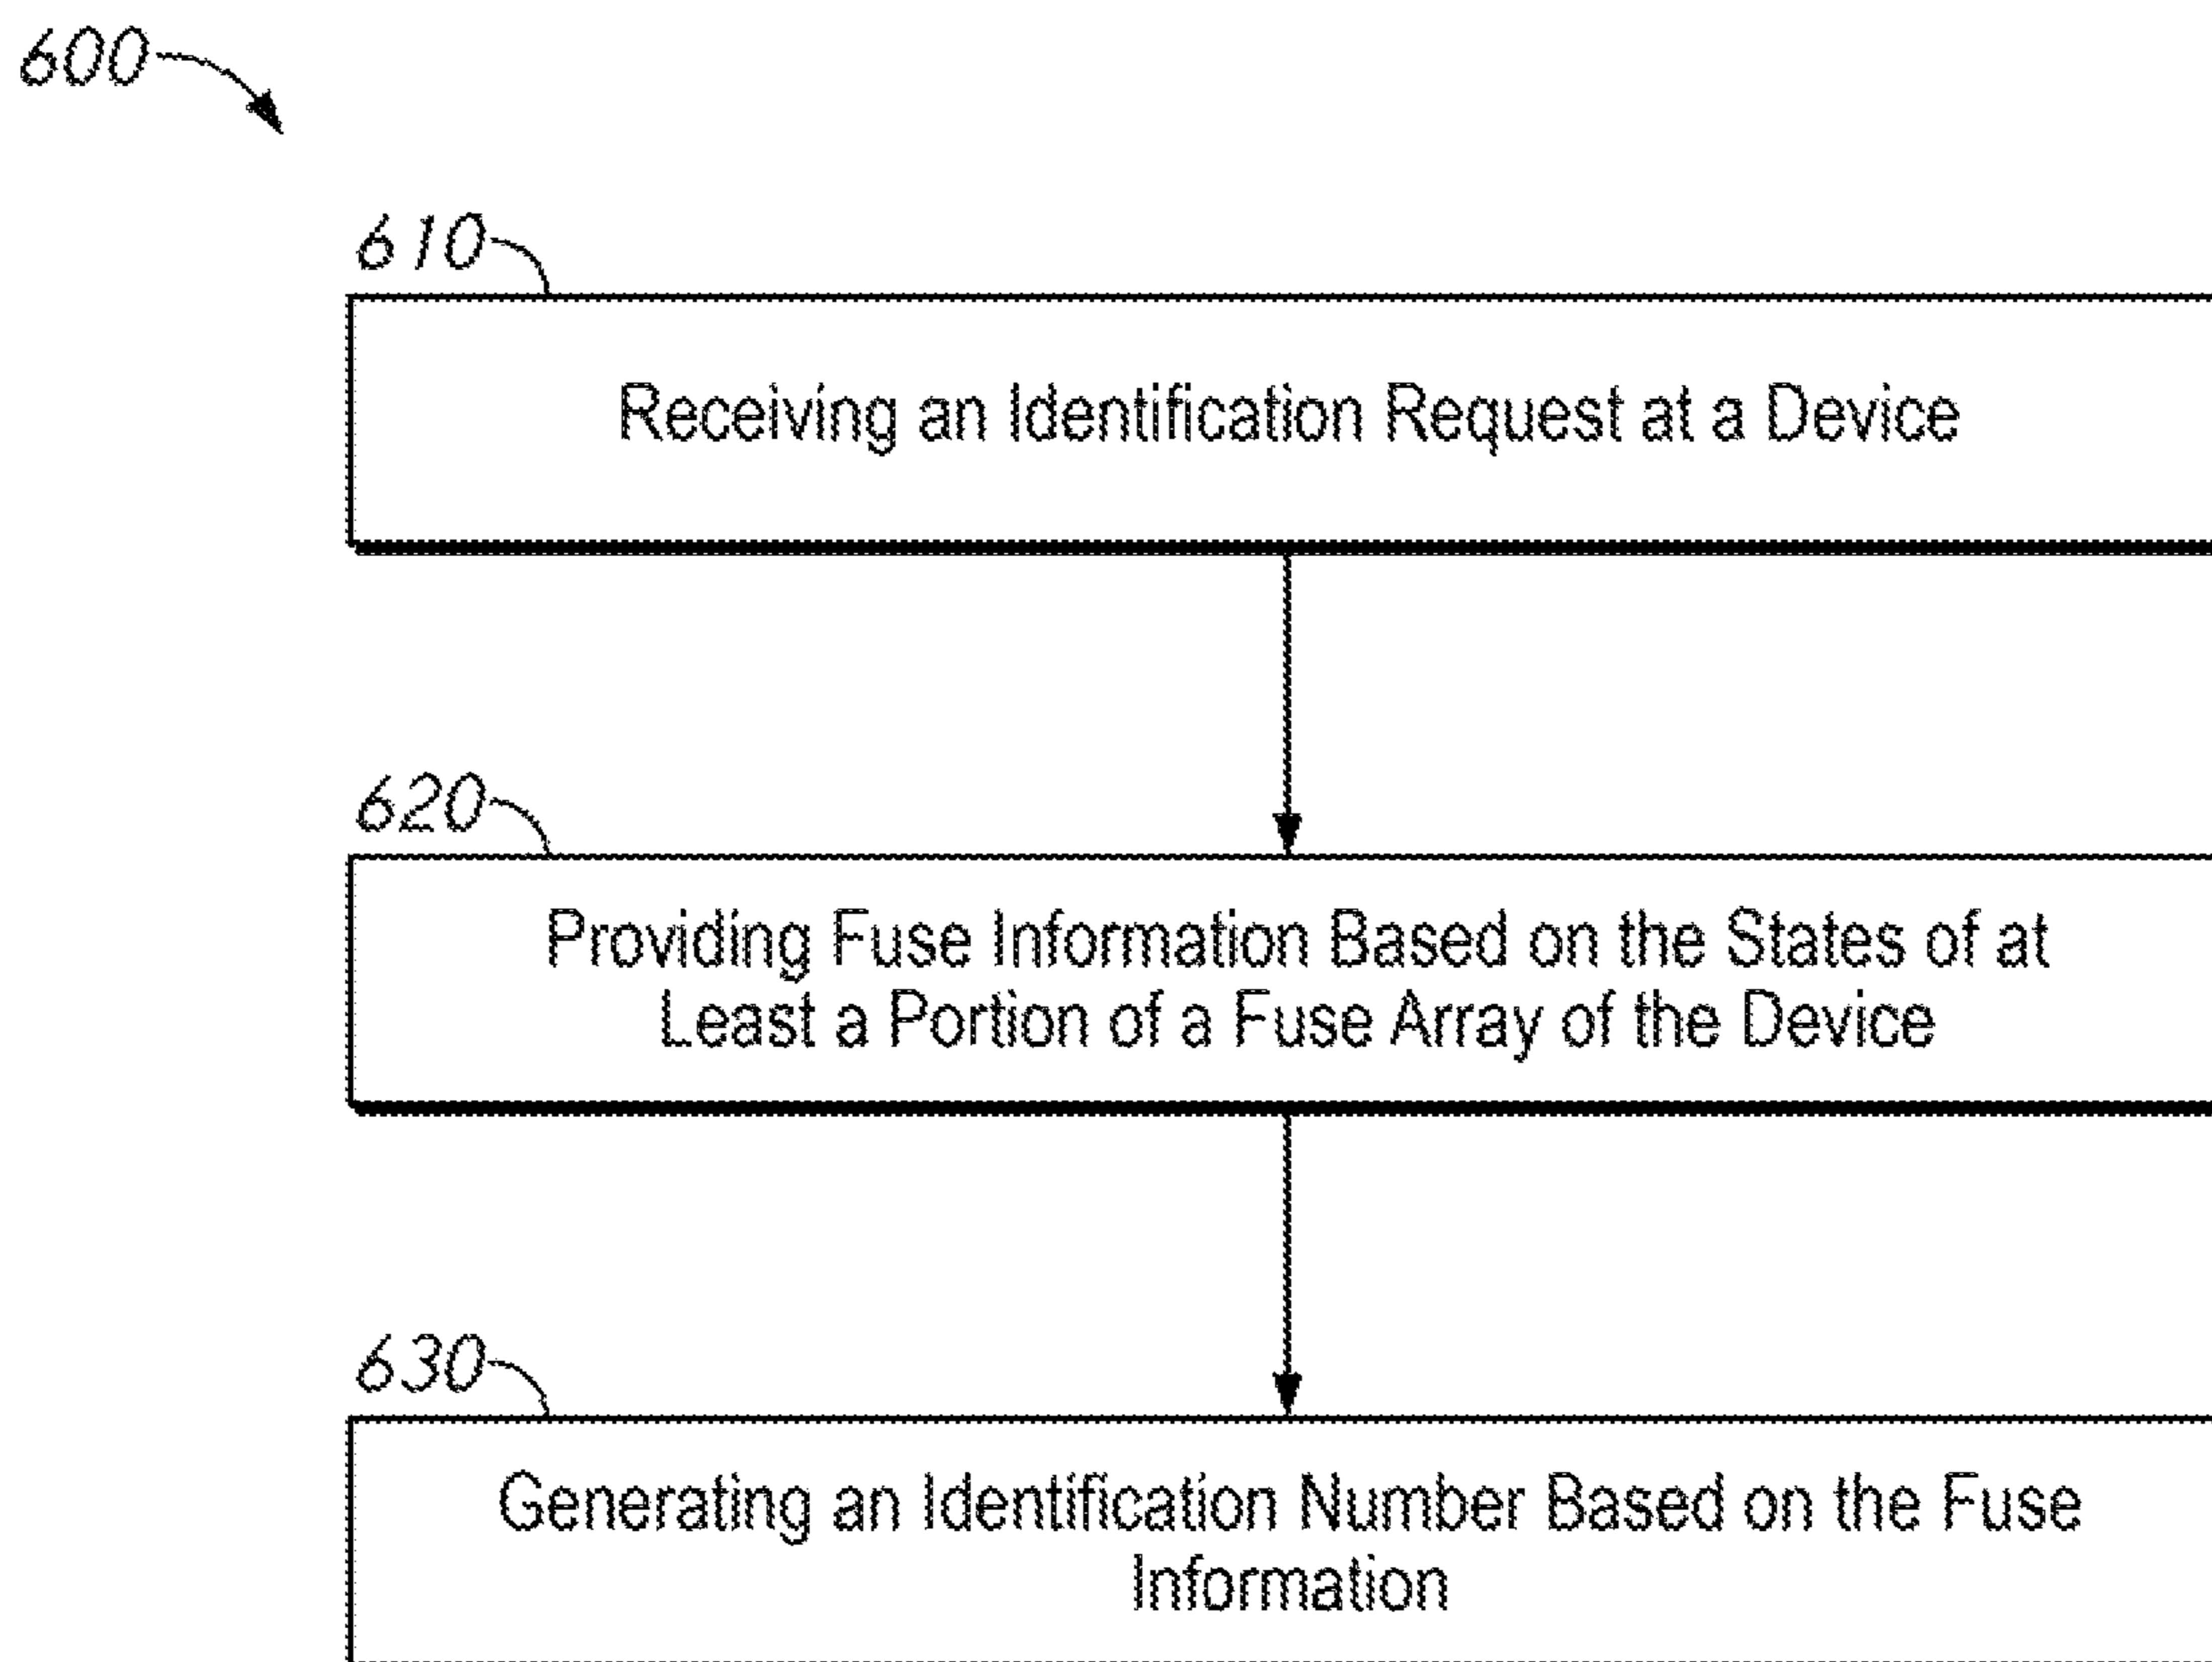 600
610
Receiving an Identification Request at a Device
620
Providing Fuse Information Based on the States of at
Least a Portion of a Fuse Array of the Device
630
Generating an Identification Number Based on the Fuse
Information